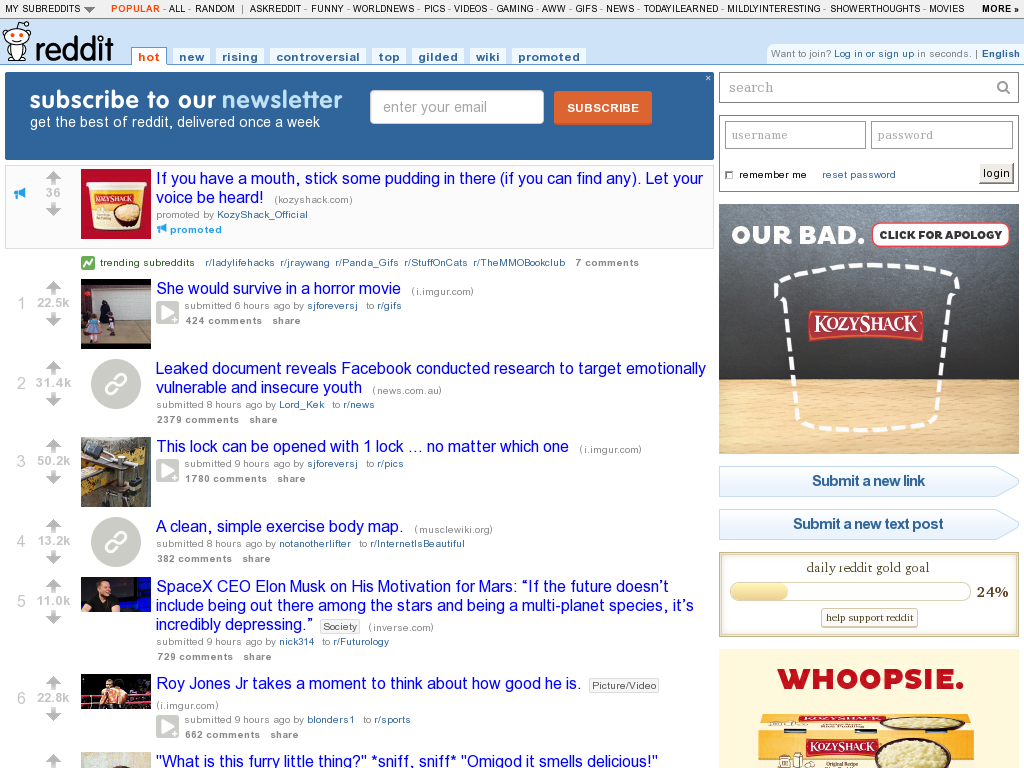 MY SUBREDDITS POPULAR - ALL - RANDOM | ASKREDDIT - FUNNY - WORLDNEWS - PICS - VIDEOS - GAMING - AWW - GIFS - NEWS - TODAYILEARNED - MILDLYINTERESTING - SHOWERTHOUGHTS - MOVIES MORE »
reddit hot new rising controversial top gilded wiki promoted
Want to join? Log in or sign up in seconds. | English
subscribe to our newsletter
get the best of reddit, delivered once a week
enter your email
SUBSCRIBE
×
search
username password
remember me reset password login
36
KOZYSHACK
If you have a mouth, stick some pudding in there (if you can find any). Let your
voice be heard! (kozyshack.com)
promoted by KozyShack_Official
promoted
trending subreddits r/ladylifehacks r/jraywang r/Panda_Gifs r/StuffOnCats r/TheMMOBookclub 7 comments
1 22.5k
She would survive in a horror movie (i.imgur.com)
submitted 6 hours ago by sjforeversj to r/gifs
424 comments share
2 31.4k
Leaked document reveals Facebook conducted research to target emotionally
vulnerable and insecure youth (news.com.au)
submitted 8 hours ago by Lord_Kek to r/news
2379 comments share
3 50.2k
This lock can be opened with 1 lock ... no matter which one (i.imgur.com)
submitted 9 hours ago by sjforeversj to r/pics
1780 comments share
4 13.2k
A clean, simple exercise body map. (musclewiki.org)
submitted 8 hours ago by notanotherlifter to r/InternetIsBeautiful
382 comments share
5 11.0k
SpaceX CEO Elon Musk on His Motivation for Mars: “If the future doesn’t
include being out there among the stars and being a multi-planet species, it’s
incredibly depressing.” Society (inverse.com)
submitted 9 hours ago by nick314 to r/Futurology
729 comments share
6 22.8k
Roy Jones Jr takes a moment to think about how good he is. Picture/Video
(i.imgur.com)
submitted 9 hours ago by blonders1 to r/sports
662 comments share
"What is this furry little thing?" *sniff, sniff* "Omigod it smells delicious!"
OUR BAD. CLICK FOR APOLOGY
KOZYSHACK
Submit a new link
Submit a new text post
daily reddit gold goal
24%
help support reddit
WHOOPSIE.
KOZYSHACK
KOZYSHACK
Original Recipe